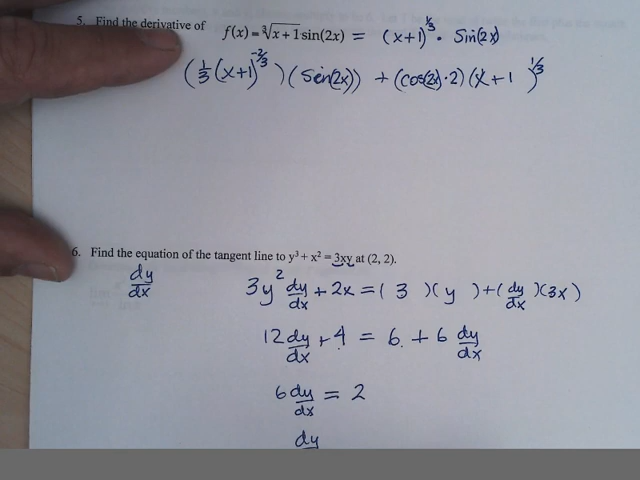 5. Find the derivative of f(x) = ∛x + 1 sin(2x) = (x+1)^⅓ · Sin(2x)
(⅓(x+1)^-2/3)(Sin(2x)) + (cos(2x)·2)(x+1)^1/3
6. Find the equation of the tangent line to y³ + x² = 3xy at (2, 2).
dy/dx 3y² dy/dx + 2x = (3)(y) + (dy/dx)(3x)
12 dy/dx + 4 = 6 + 6 dy/dx
6 dy/dx = 2
dy